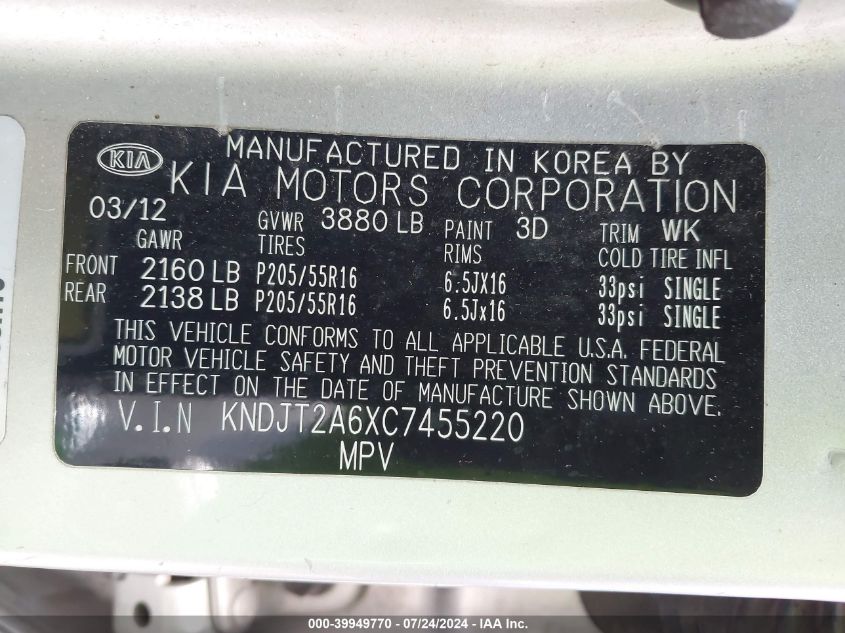 KIA MANUFACTURED IN KOREA BY
KIA MOTORS CORPORATION
03/12 GVWR 3880 LB PAINT 3D TRIM WK
GAWR TIRES RIMS COLD TIRE INFL
FRONT 2160 LB P205/55R16 6.5JX16 33psi SINGLE
REAR 2138 LB P205/55R16 6.5Jx16 33psi SINGLE
THIS VEHICLE CONFORMS TO ALL APPLICABLE U.S.A. FEDERAL
MOTOR VEHICLE SAFETY AND THEFT PREVENTION STANDARDS
IN EFFECT ON THE DATE OF MANUFACTURE SHOWN ABOVE.
V.I.N KNDJT2A6XC7455220
MPV
000-39949770 - 07/24/2024 - IAA Inc.